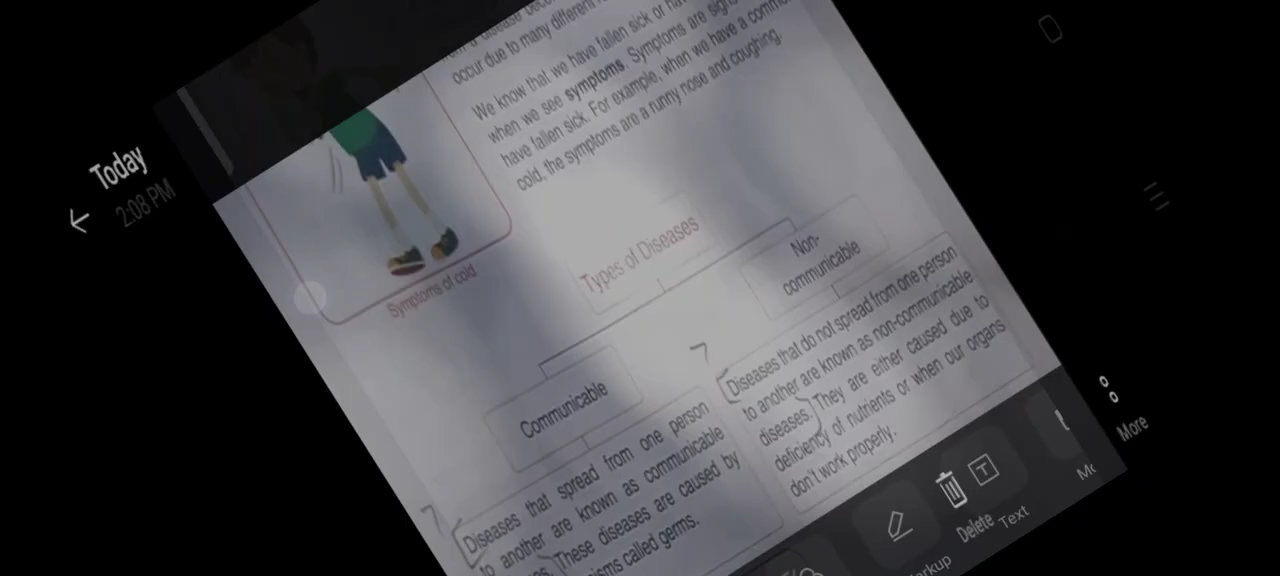 Today
2:08 PM
occur due to many different
We know that we have fallen sick or
when we see symptoms. Symptoms are
have fallen sick. For example, when we have a
cold, the symptoms are a runny nose and coughing.
Symptoms of cold
Types of Diseases
Communicable
Diseases that spread from one person
to another are known as communicable
These diseases are caused by
called germs.
Non-
communicable
Diseases that do not spread from one person
to another are known as non-communicable
diseases. They are either caused due to
deficiency of nutrients or when our organs
don't work properly.
Delete
Text
More